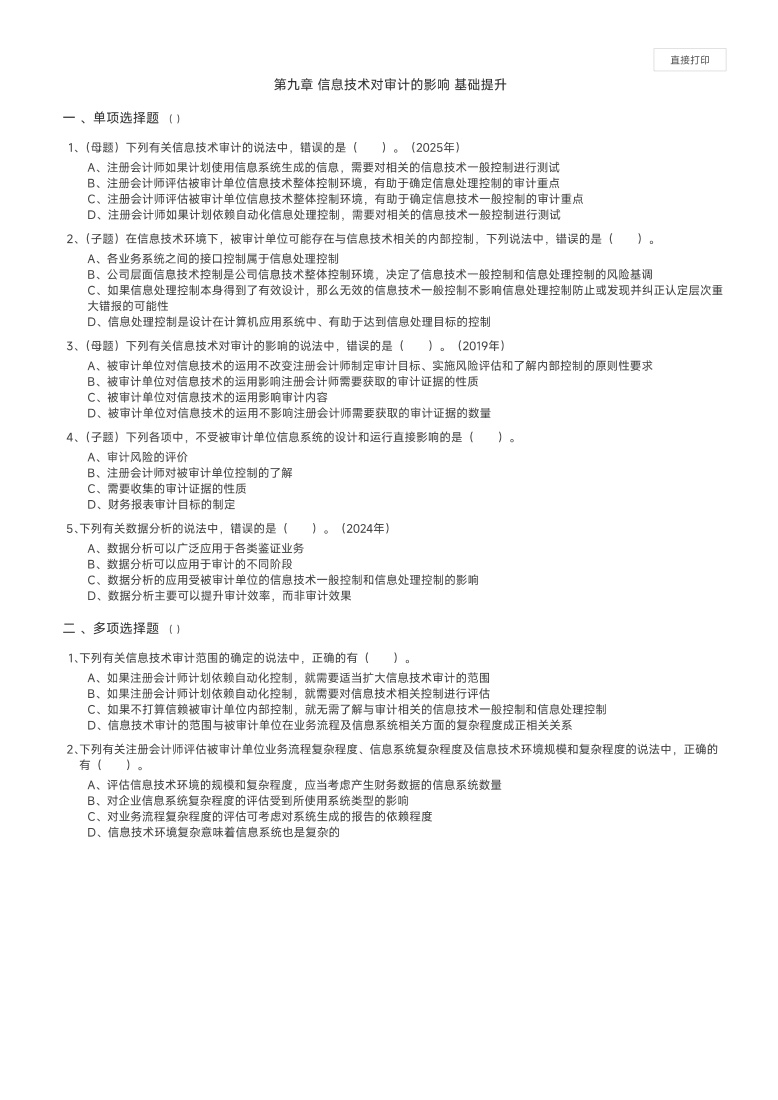 直接打印
第九章 信息技术对审计的影响 基础提升
一 、单项选择题 （ ）
1、（母题）下列有关信息技术审计的说法中，错误的是（　　）。（2025年）
A、注册会计师如果计划使用信息系统生成的信息，需要对相关的信息技术一般控制进行测试
B、注册会计师评估被审计单位信息技术整体控制环境，有助于确定信息处理控制的审计重点
C、注册会计师评估被审计单位信息技术整体控制环境，有助于确定信息技术一般控制的审计重点
D、注册会计师如果计划依赖自动化信息处理控制，需要对相关的信息技术一般控制进行测试
2、（子题）在信息技术环境下，被审计单位可能存在与信息技术相关的内部控制，下列说法中，错误的是（　　）。
A、各业务系统之间的接口控制属于信息处理控制
B、公司层面信息技术控制是公司信息技术整体控制环境，决定了信息技术一般控制和信息处理控制的风险基调
C、如果信息处理控制本身得到了有效设计，那么无效的信息技术一般控制不影响信息处理控制防止或发现并纠正认定层次重
大错报的可能性
D、信息处理控制是设计在计算机应用系统中、有助于达到信息处理目标的控制
3、（母题）下列有关信息技术对审计的影响的说法中，错误的是（　　）。（2019年）
A、被审计单位对信息技术的运用不改变注册会计师制定审计目标、实施风险评估和了解内部控制的原则性要求
B、被审计单位对信息技术的运用影响注册会计师需要获取的审计证据的性质
C、被审计单位对信息技术的运用影响审计内容
D、被审计单位对信息技术的运用不影响注册会计师需要获取的审计证据的数量
4、（子题）下列各项中，不受被审计单位信息系统的设计和运行直接影响的是（　　）。
A、审计风险的评价
B、注册会计师对被审计单位控制的了解
C、需要收集的审计证据的性质
D、财务报表审计目标的制定
5、下列有关数据分析的说法中，错误的是（　　）。（2024年）
A、数据分析可以广泛应用于各类鉴证业务
B、数据分析可以应用于审计的不同阶段
C、数据分析的应用受被审计单位的信息技术一般控制和信息处理控制的影响
D、数据分析主要可以提升审计效率，而非审计效果
二 、多项选择题 （ ）
1、下列有关信息技术审计范围的确定的说法中，正确的有（　　）。
A、如果注册会计师计划依赖自动化控制，就需要适当扩大信息技术审计的范围
B、如果注册会计师计划依赖自动化控制，就需要对信息技术相关控制进行评估
C、如果不打算信赖被审计单位内部控制，就无需了解与审计相关的信息技术一般控制和信息处理控制
D、信息技术审计的范围与被审计单位在业务流程及信息系统相关方面的复杂程度成正相关关系
2、下列有关注册会计师评估被审计单位业务流程复杂程度、信息系统复杂程度及信息技术环境规模和复杂程度的说法中，正确的
有（　　）。
A、评估信息技术环境的规模和复杂程度，应当考虑产生财务数据的信息系统数量
B、对企业信息系统复杂程度的评估受到所使用系统类型的影响
C、对业务流程复杂程度的评估可考虑对系统生成的报告的依赖程度
D、信息技术环境复杂意味着信息系统也是复杂的